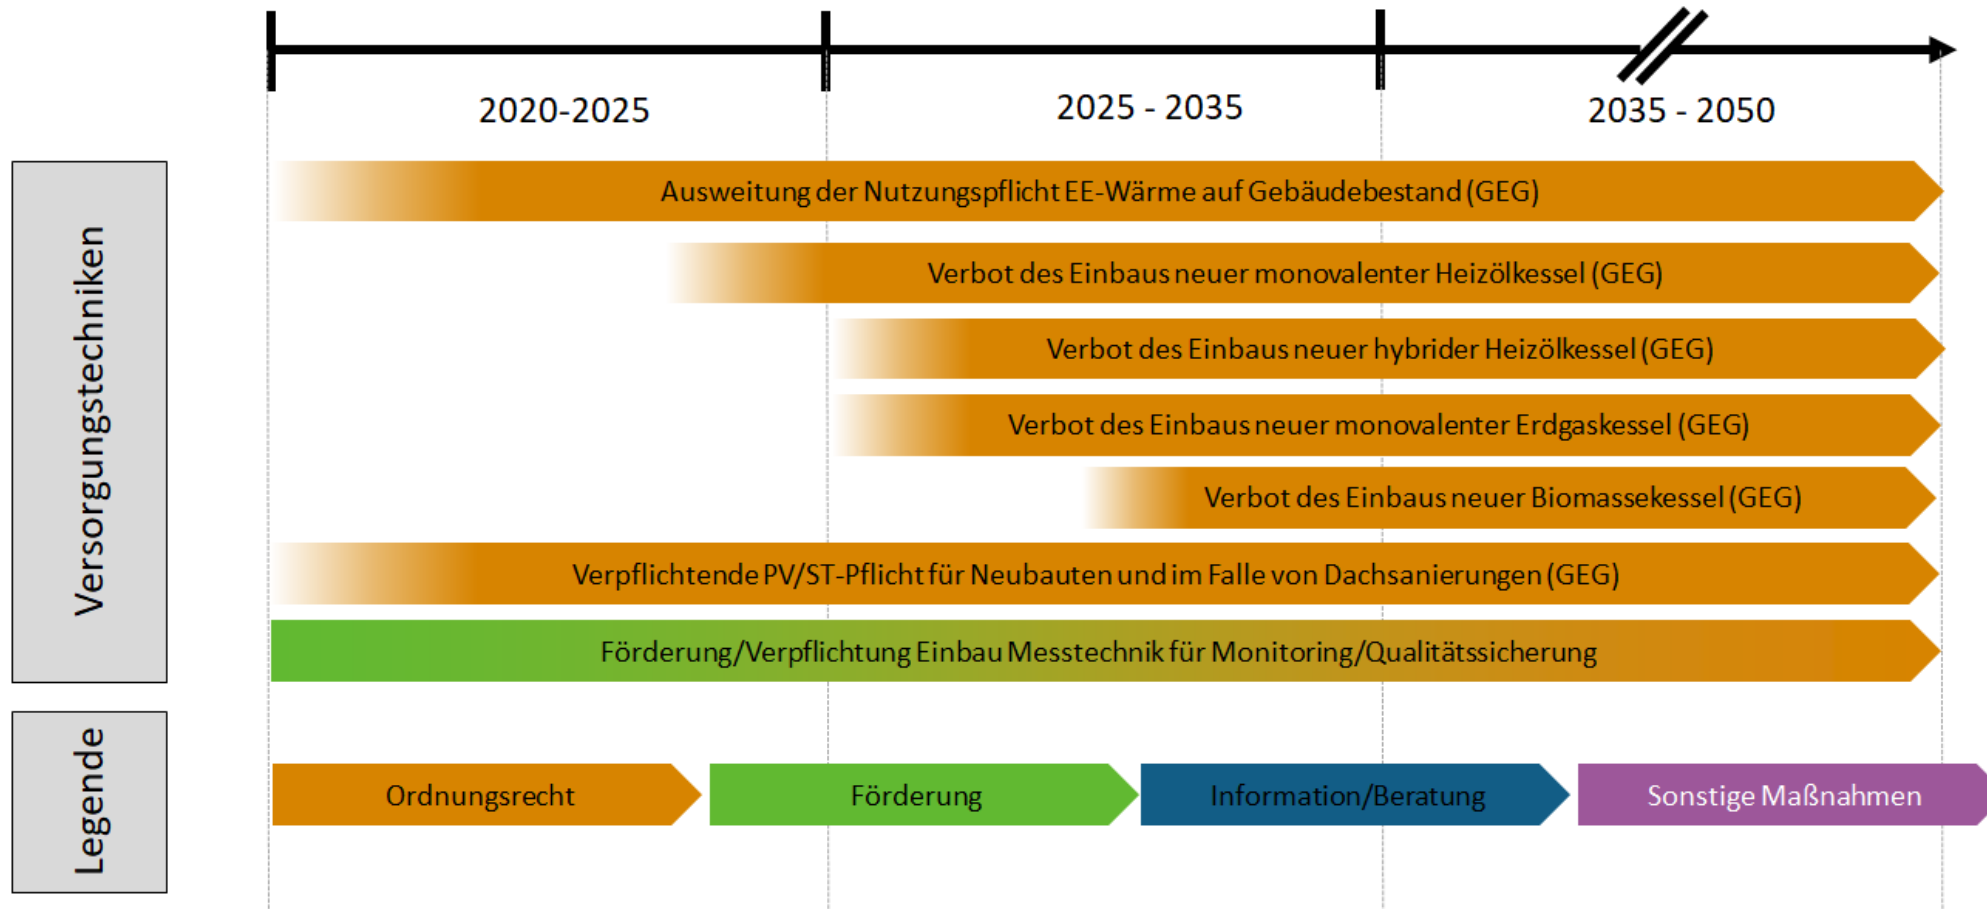 2020-2025
2025 - 2035
2035 - 2050
Versorgungstechniken
Ausweitung der Nutzungspflicht EE-Wärme auf Gebäudebestand (GEG)
Verbot des Einbaus neuer monovalenter Heizölkessel (GEG)
Verbot des Einbaus neuer hybrider Heizölkessel (GEG)
Verbot des Einbaus neuer monovalenter Erdgaskessel (GEG)
Verbot des Einbaus neuer Biomassekessel (GEG)
Verpflichtende PV/ST-Pflicht für Neubauten und im Falle von Dachsanierungen (GEG)
Förderung/Verpflichtung Einbau Messtechnik für Monitoring/Qualitätssicherung
Legende
Ordnungsrecht
Förderung
Information/Beratung
Sonstige Maßnahmen